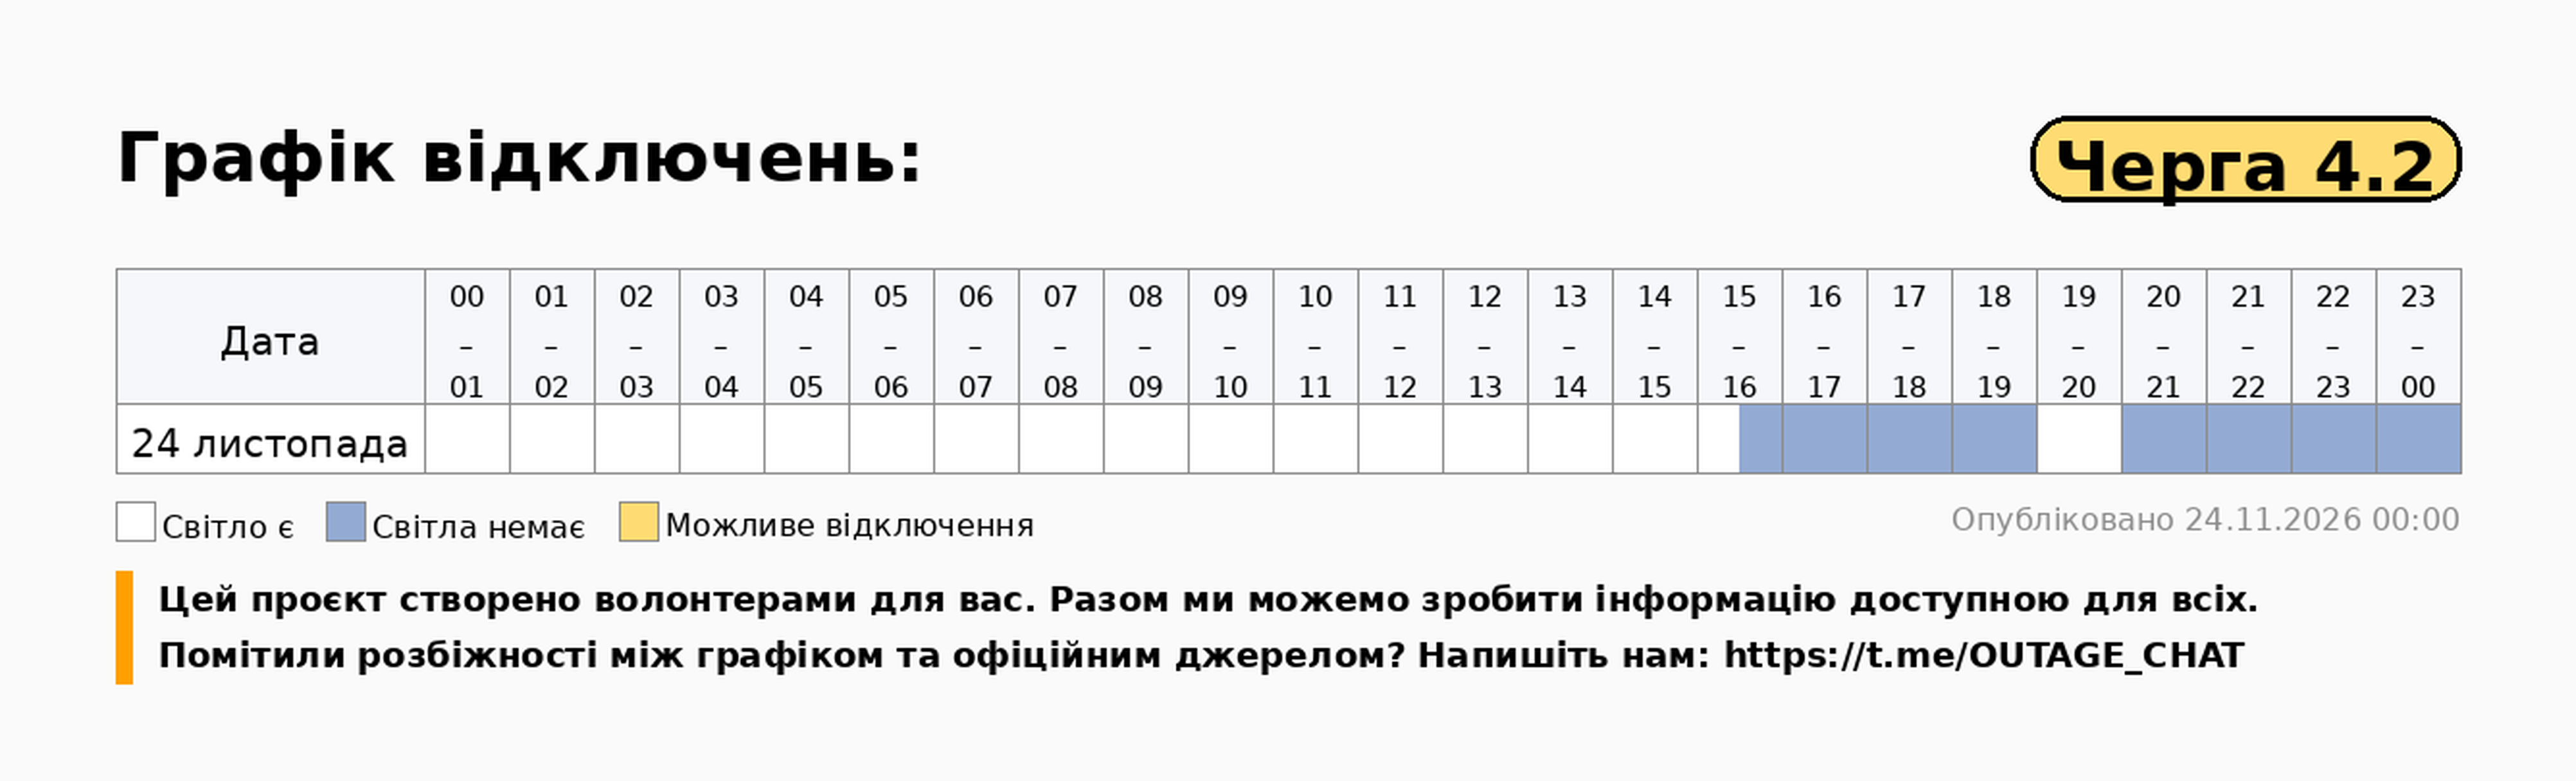 Графік відключень:
Черга 4.2
Дата
00 – 01
01 – 02
02 – 03
03 – 04
04 – 05
05 – 06
06 – 07
07 – 08
08 – 09
09 – 10
10 – 11
11 – 12
12 – 13
13 – 14
14 – 15
15 – 16
16 – 17
17 – 18
18 – 19
19 – 20
20 – 21
21 – 22
22 – 23
23 – 00
24 листопада
Світло є
Світла немає
Можливе відключення
Опубліковано 24.11.2026 00:00
Цей проєкт створено волонтерами для вас. Разом ми можемо зробити інформацію доступною для всіх.
Помітили розбіжності між графіком та офіційним джерелом? Напишіть нам: https://t.me/OUTAGE_CHAT